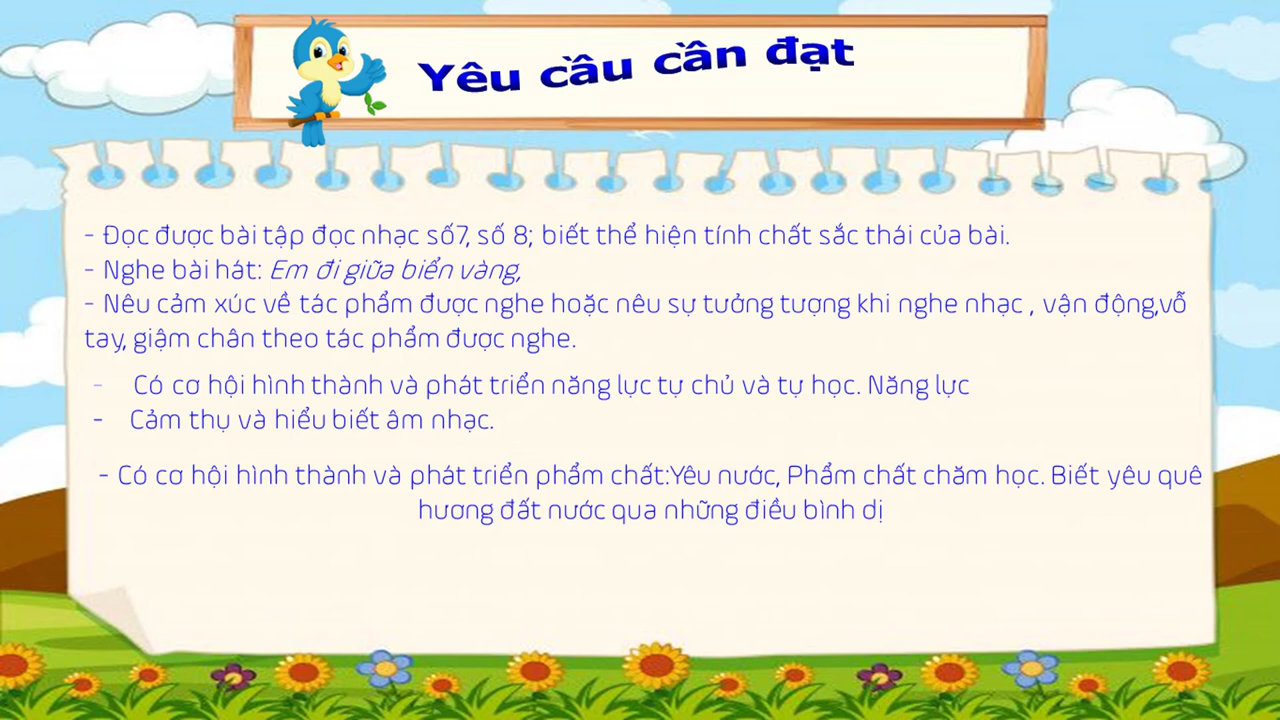 Yêu cầu cần đạt
- Đọc được bài tập đọc nhạc số7, số 8; biết thể hiện tính chất sắc thái của bài.
- Nghe bài hát: Em đi giữa biển vàng,
- Nêu cảm xúc về tác phẩm được nghe hoặc nêu sự tưởng tượng khi nghe nhạc , vận động,vỗ
tay, giậm chân theo tác phẩm được nghe.
- Có cơ hội hình thành và phát triển năng lực tự chủ và tự học. Năng lực
- Cảm thụ và hiểu biết âm nhạc.
- Có cơ hội hình thành và phát triển phẩm chất:Yêu nước, Phẩm chất chăm học. Biết yêu quê
hương đất nước qua những điều bình dị